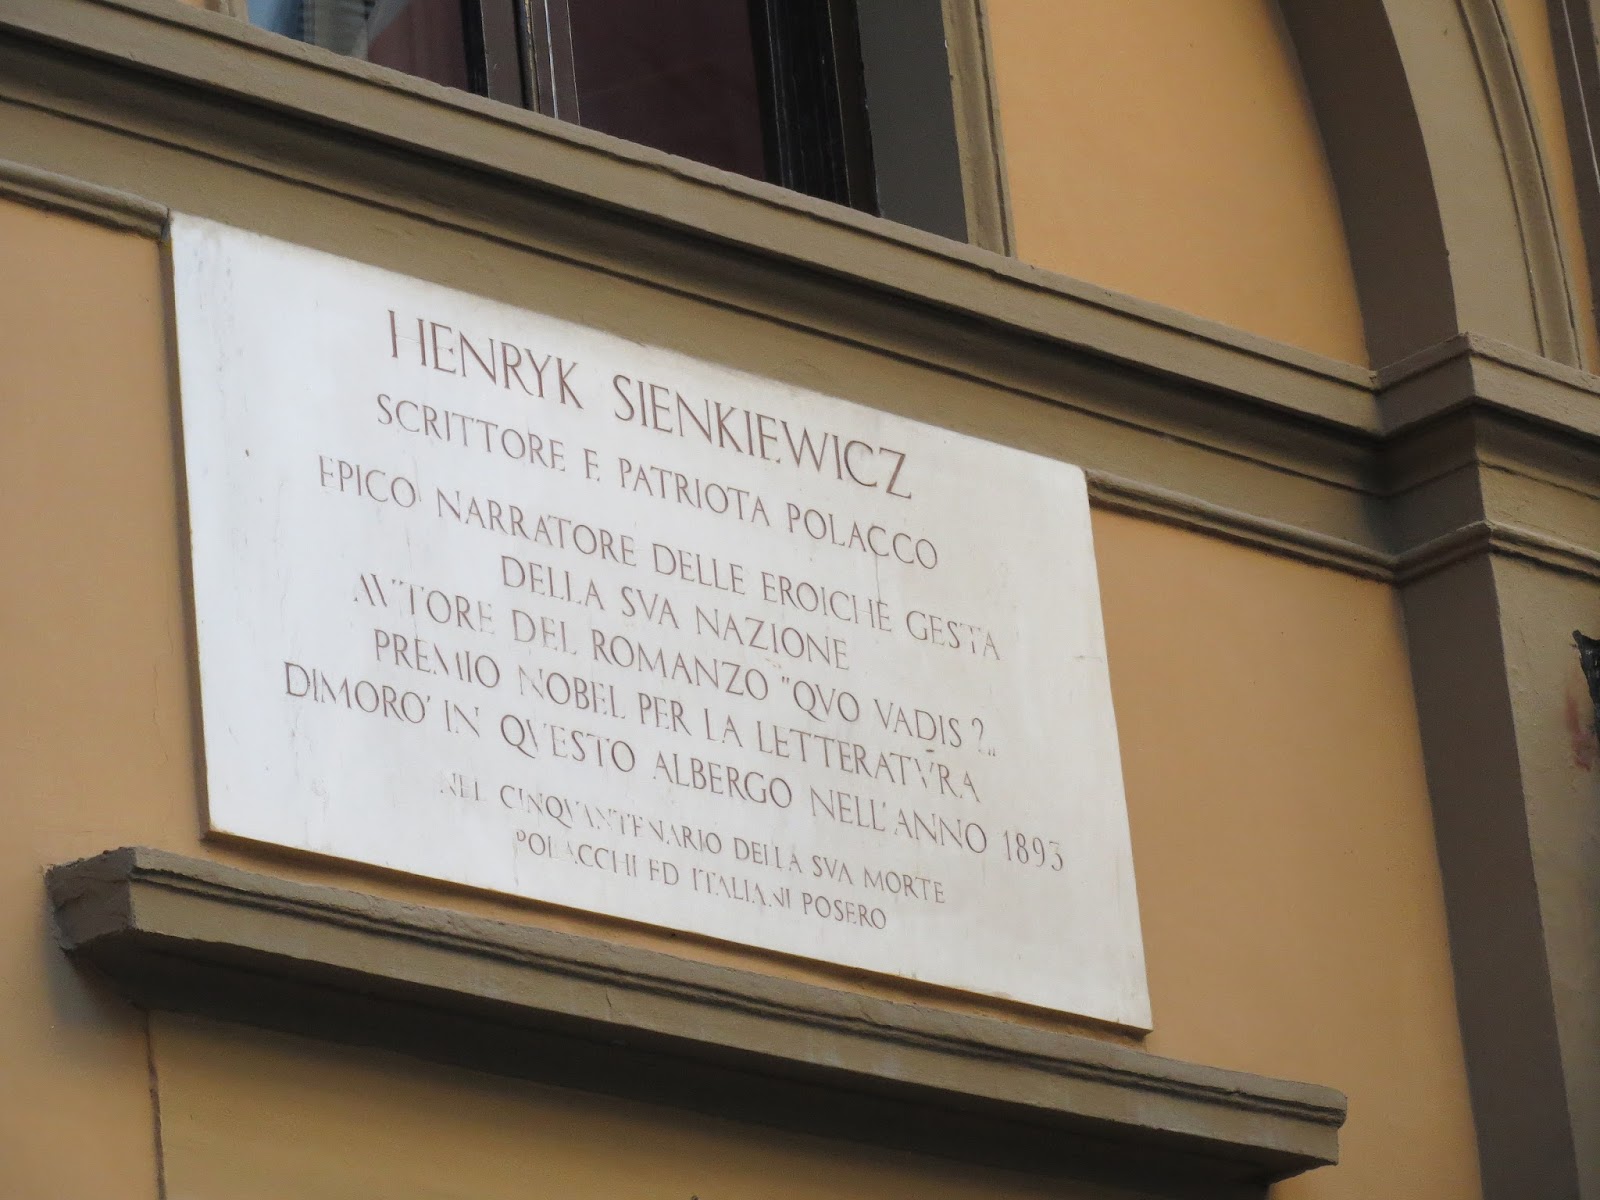 HENRYK SIENKIEWICZ
SCRITTORE E PATRIOTA POLACCO
EPICO NARRATORE DELLE EROICHE GESTA
DELLA SVA NAZIONE
AVTORE DEL ROMANZO "QVO VADIS?„
PREMIO NOBEL PER LA LETTERATVRA
DIMORO' IN QVESTO ALBERGO NELL'ANNO 1893
NEL CINQVANTENARIO DELLA SVA MORTE
POLACCHI ED ITALIANI POSERO